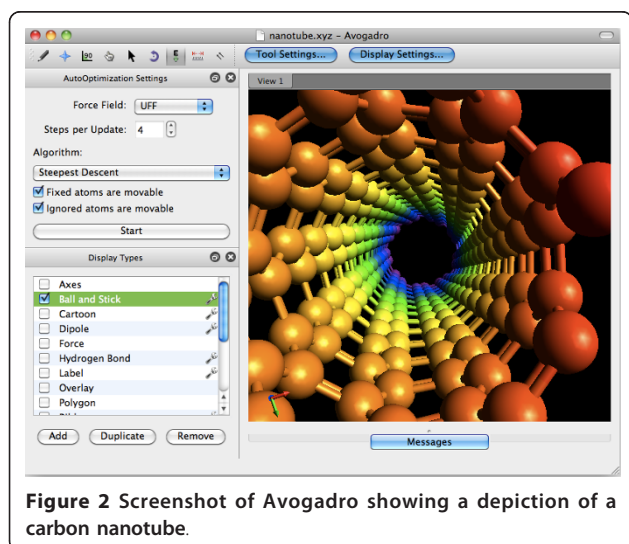 nanotube.xyz – Avogadro
Tool Settings... Display Settings...
AutoOptimization Settings
Force Field: UFF
Steps per Update: 4
Algorithm:
Steepest Descent
Fixed atoms are movable
Ignored atoms are movable
Start
Display Types
Axes
Ball and Stick
Cartoon
Dipole
Force
Hydrogen Bond
Label
Overlay
Polygon
Add Duplicate Remove
View 1
Messages
Figure 2 Screenshot of Avogadro showing a depiction of a
carbon nanotube.